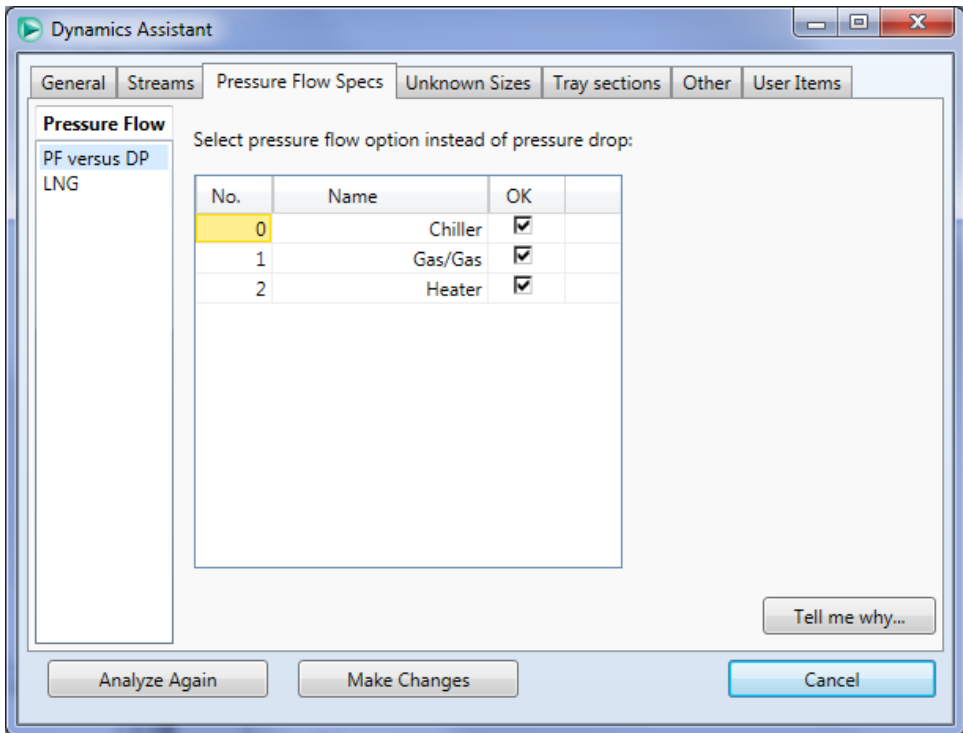 Dynamics Assistant
General Streams Pressure Flow Specs Unknown Sizes Tray sections Other User Items
Pressure Flow
PF versus DP
LNG
Select pressure flow option instead of pressure drop:
No. Name OK
0 Chiller
1 Gas/Gas
2 Heater
Tell me why...
Analyze Again Make Changes Cancel